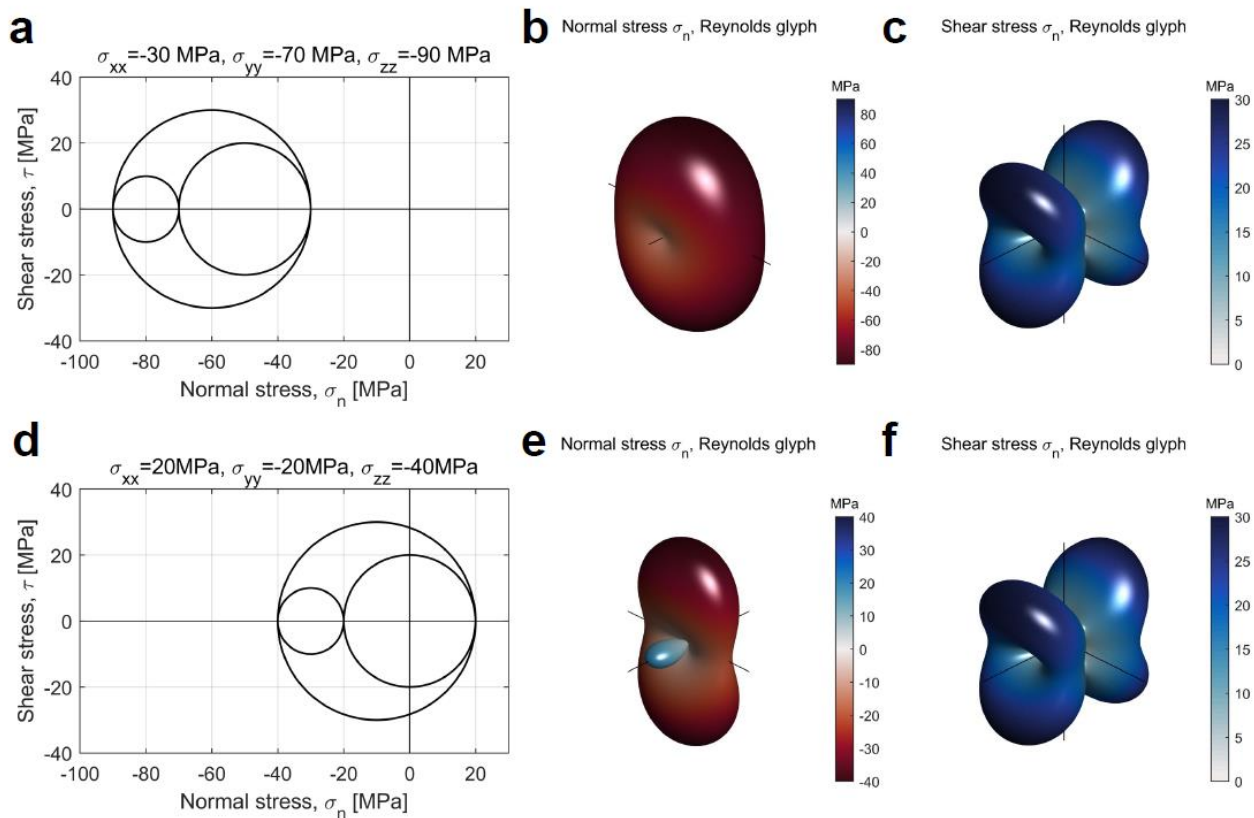 a
σxx=-30 MPa, σyy=-70 MPa, σzz=-90 MPa
40
20
0
-20
-40
Shear stress, τ [MPa]
-100 -80 -60 -40 -20 0 20
Normal stress, σn [MPa]
b
Normal stress σn, Reynolds glyph
MPa
80
60
40
20
0
-20
-40
-60
-80
c
Shear stress σn, Reynolds glyph
MPa
30
25
20
15
10
5
0
d
σxx=20MPa, σyy=-20MPa, σzz=-40MPa
40
20
0
-20
-40
Shear stress, τ [MPa]
-100 -80 -60 -40 -20 0 20
Normal stress, σn [MPa]
e
Normal stress σn, Reynolds glyph
MPa
40
30
20
10
0
-10
-20
-30
-40
f
Shear stress σn, Reynolds glyph
MPa
30
25
20
15
10
5
0